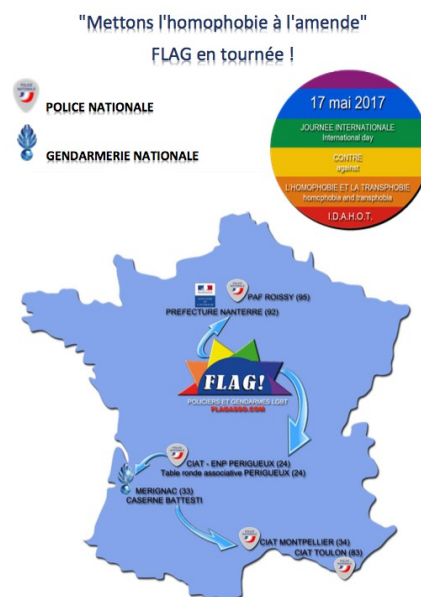 "Mettons l'homophobie à l'amende"
FLAG en tournée !
POLICE NATIONALE
GENDARMERIE NATIONALE
17 mai 2017
JOURNEE INTERNATIONALE
International day
CONTRE
against
L'HOMOPHOBIE ET LA TRANSPHOBIE
homophobia and transphobia
I.D.A.H.O.T.
PAF ROISSY (95)
PREFECTURE NANTERRE (92)
FLAG!
POLICIERS ET GENDARMES LGBT
FLAGASSO.COM
CIAT - ENP PERIGUEUX (24)
Table ronde associative PERIGUEUX (24)
MERIGNAC (33)
CASERNE BATTESTI
CIAT MONTPELLIER (34)
CIAT TOULON (83)